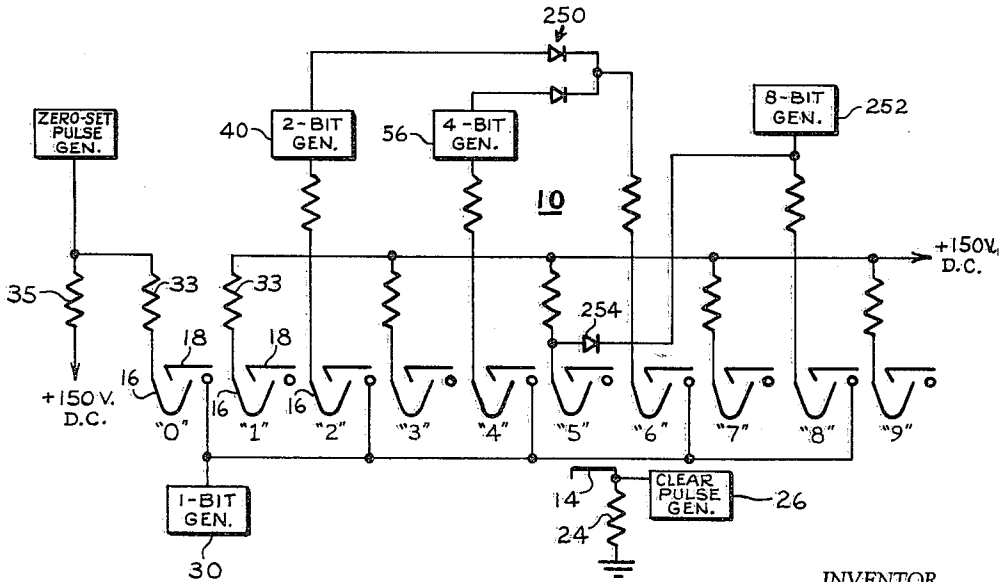 250
ZERO-SET
PULSE
GEN.
40
2-BIT
GEN.
56
4-BIT
GEN.
8-BIT
GEN.
252
10
+150V.
D.C.
35
33
33
254
18
18
16
16
16
+150 V.
D.C.
"0"
"1"
"2"
"3"
"4"
"5"
"6"
"7"
"8"
"9"
1-BIT
GEN.
30
14
24
CLEAR
PULSE
GEN.
26
INVENTOR